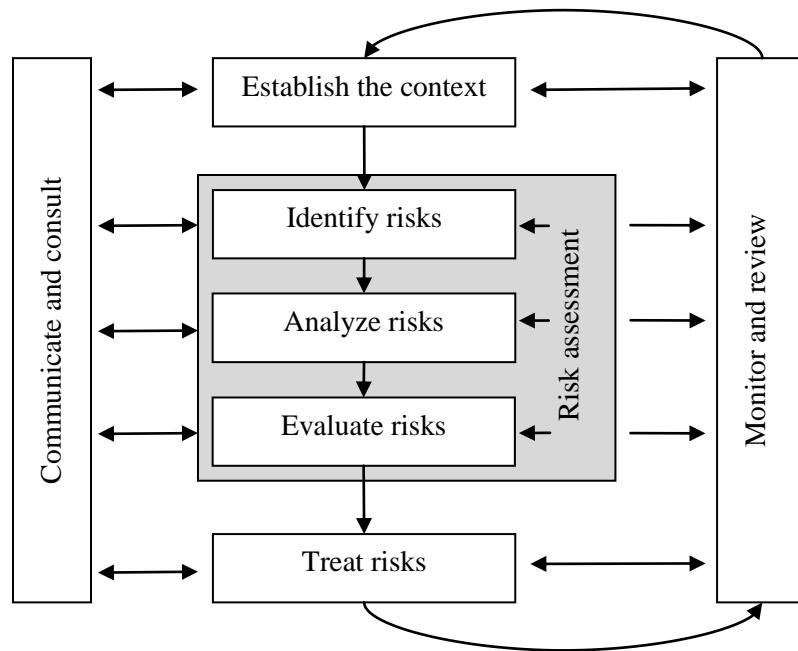 Establish the context
Communicate and consult
Identify risks
Analyze risks
Evaluate risks
Risk assessment
Monitor and review
Treat risks